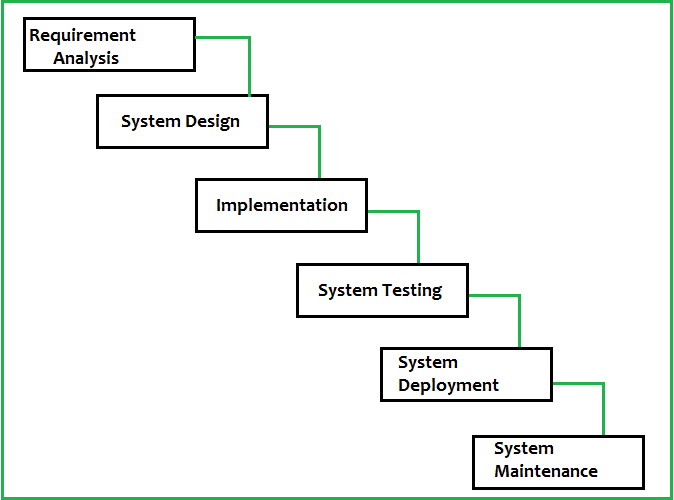 Requirement
Analysis
System Design
Implementation
System Testing
System
Deployment
System
Maintenance